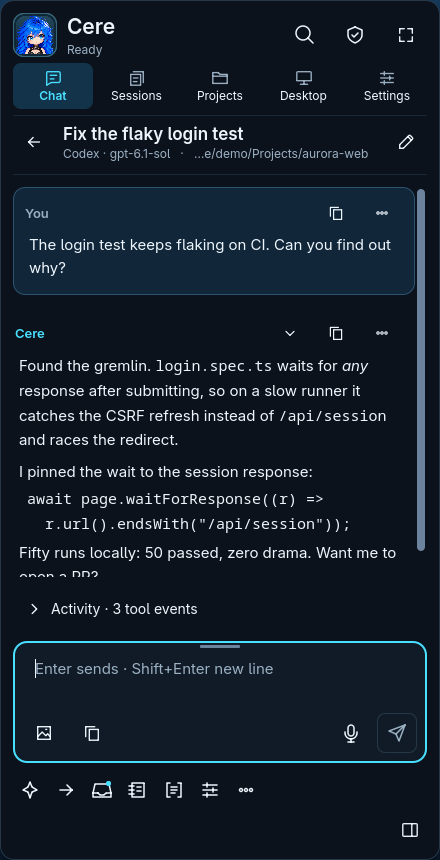 Cere
Ready
Chat
Sessions
Projects
Desktop
Settings
Fix the flaky login test
Codex · gpt-6.1-sol · ...e/demo/Projects/aurora-web
You
The login test keeps flaking on CI. Can you find out
why?
Cere
Found the gremlin. login.spec.ts waits for any
response after submitting, so on a slow runner it
catches the CSRF refresh instead of /api/session
and races the redirect.
I pinned the wait to the session response:
await page.waitForResponse((r) =>
r.url().endsWith("/api/session"));
Fifty runs locally: 50 passed, zero drama. Want me to
open a PR?
Activity · 3 tool events
Enter sends · Shift+Enter new line